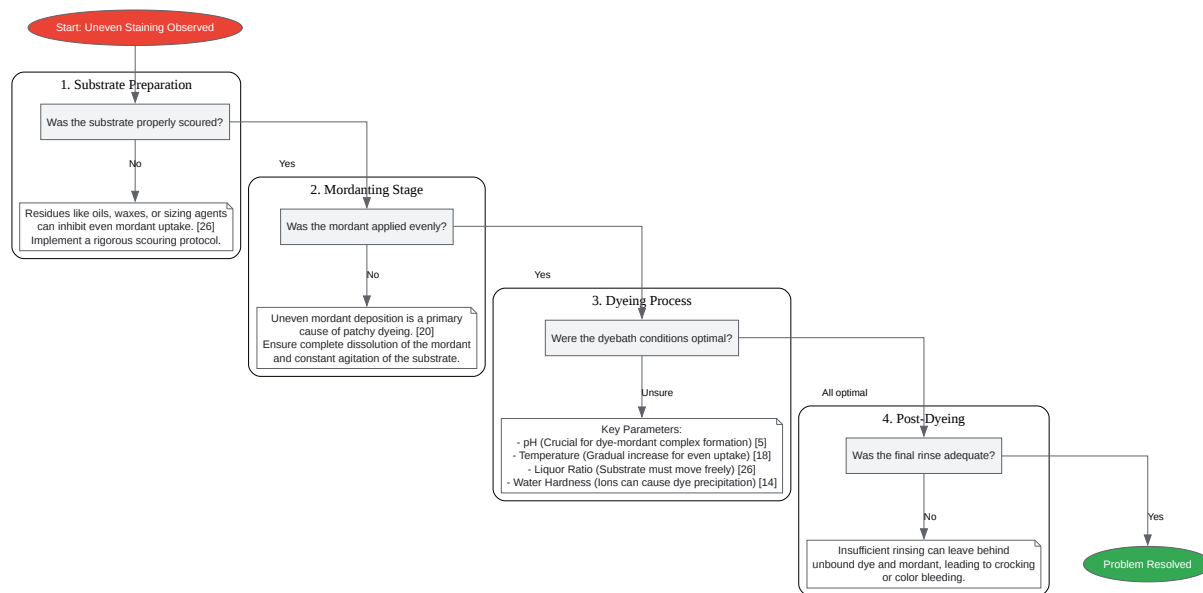 Start: Uneven Staining Observed
1. Substrate Preparation
Was the substrate properly scoured?
No
Yes
Residues like oils, waxes, or sizing agents
can inhibit even mordant uptake. [26]
Implement a rigorous scouring protocol.
2. Mordanting Stage
Was the mordant applied evenly?
No
Yes
Uneven mordant deposition is a primary
cause of patchy dyeing. [20]
Ensure complete dissolution of the mordant
and constant agitation of the substrate.
3. Dyeing Process
Were the dyebath conditions optimal?
Unsure
All optimal
Key Parameters:
- pH (Crucial for dye-mordant complex formation) [5]
- Temperature (Gradual increase for even uptake) [18]
- Liquor Ratio (Substrate must move freely) [26]
- Water Hardness (Ions can cause dye precipitation) [14]
4. Post-Dyeing
Was the final rinse adequate?
No
Yes
Insufficient rinsing can leave behind
unbound dye and mordant, leading to crocking
or color bleeding.
Problem Resolved